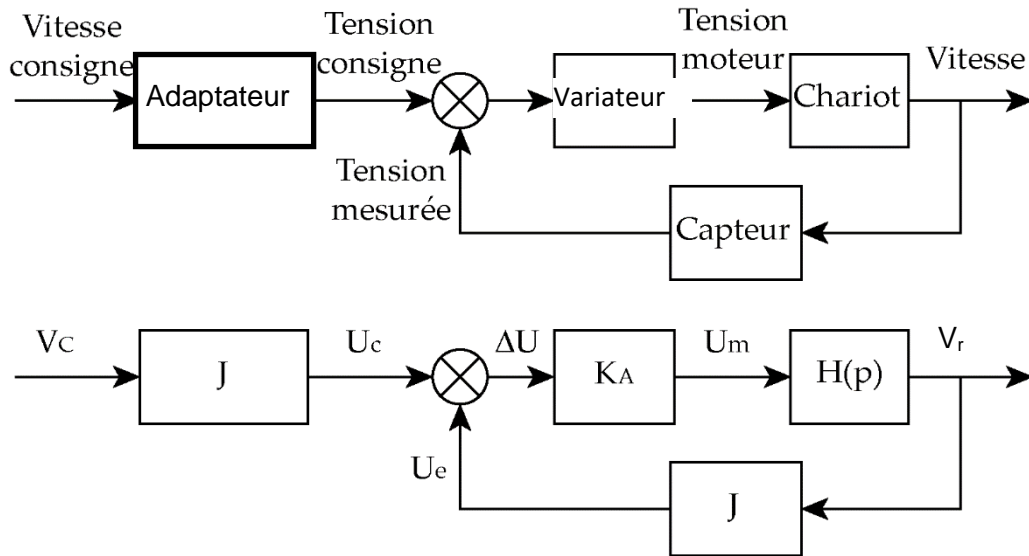 Vitesse
consigne
Adaptateur
Tension
consigne
Variateur
Tension
moteur
Chariot
Vitesse
Tension
mesurée
Capteur
VC
J
Uc
ΔU
KA
Um
H(p)
Vr
Ue
J